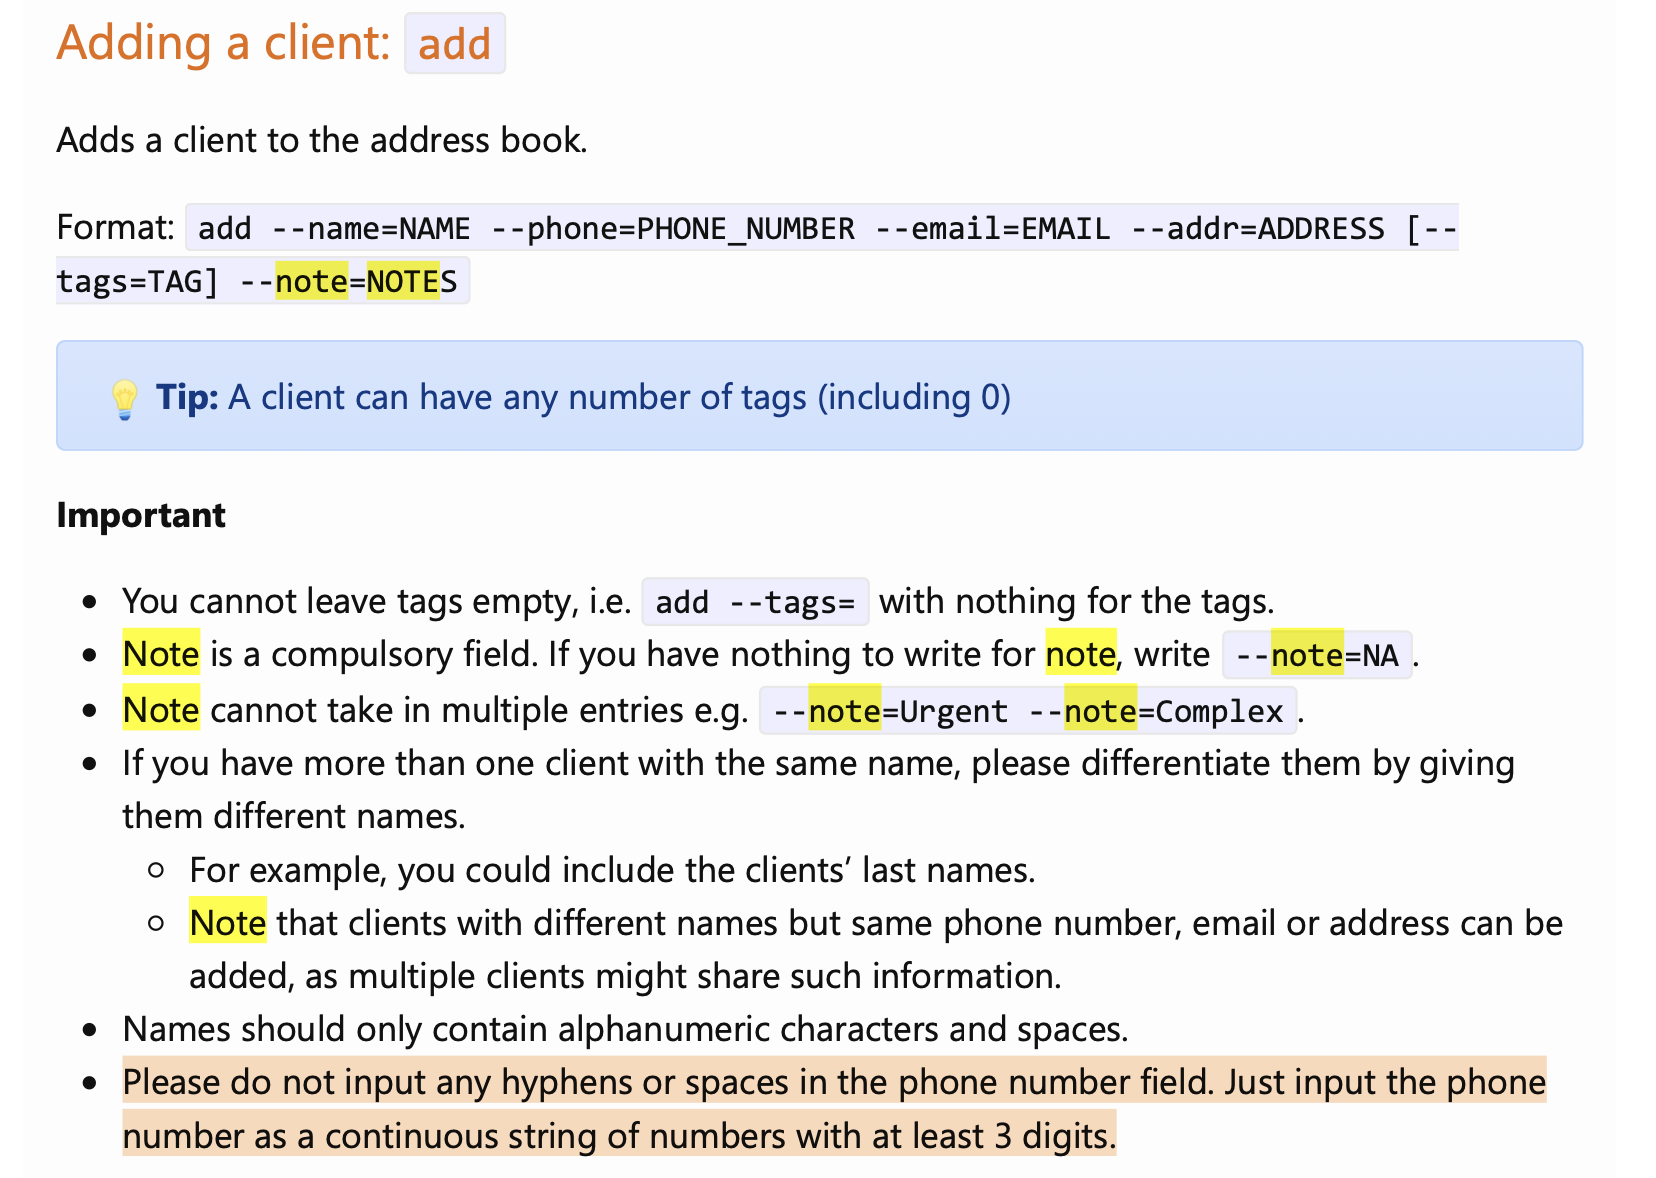 Adding a client: add
Adds a client to the address book.
Format: add --name=NAME --phone=PHONE_NUMBER --email=EMAIL --addr=ADDRESS [--
tags=TAG] --note=NOTES
💡 Tip: A client can have any number of tags (including 0)
Important
• You cannot leave tags empty, i.e. add --tags= with nothing for the tags.
• Note is a compulsory field. If you have nothing to write for note, write --note=NA.
• Note cannot take in multiple entries e.g. --note=Urgent --note=Complex.
• If you have more than one client with the same name, please differentiate them by giving
them different names.
◦ For example, you could include the clients’ last names.
◦ Note that clients with different names but same phone number, email or address can be
added, as multiple clients might share such information.
• Names should only contain alphanumeric characters and spaces.
• Please do not input any hyphens or spaces in the phone number field. Just input the phone
number as a continuous string of numbers with at least 3 digits.